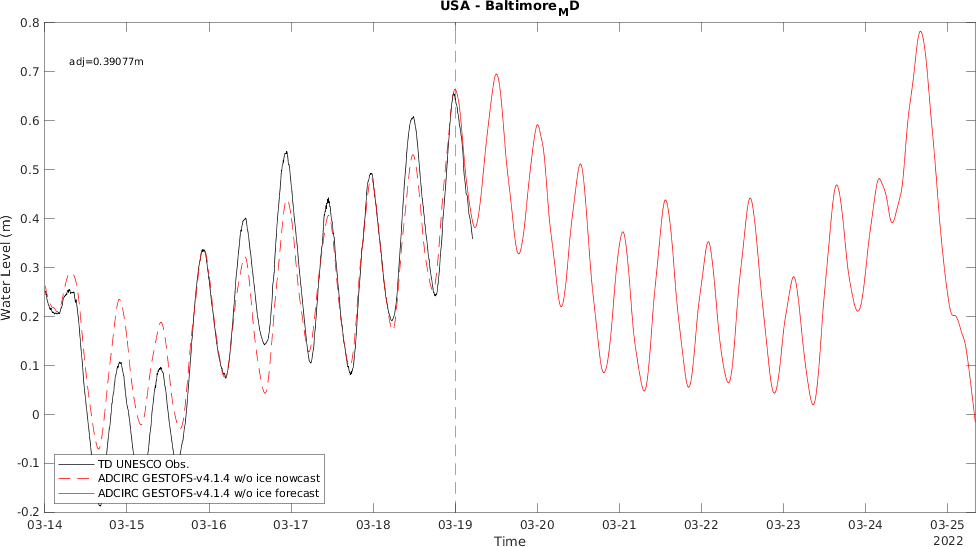 USA - Baltimore_MD
0.8
adj=0.39077m
0.7
0.6
0.5
0.4
0.3
0.2
0.1
0
-0.1
-0.2
Water Level (m)
TD UNESCO Obs.
ADCIRC GESTOFS-v4.1.4 w/o ice nowcast
ADCIRC GESTOFS-v4.1.4 w/o ice forecast
03-14 03-15 03-16 03-17 03-18 03-19 03-20 03-21 03-22 03-23 03-24 03-25
Time 2022